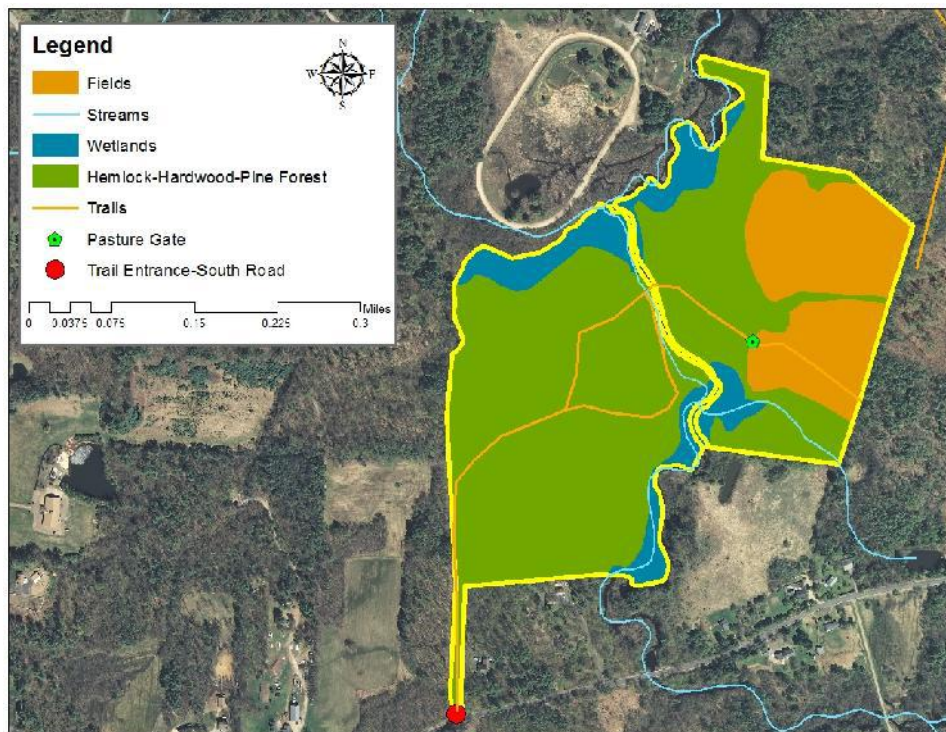 Legend
N
W E
S
Fields
Streams
Wetlands
Hemlock-Hardwood-Pine Forest
Trails
Pasture Gate
Trail Entrance-South Road
Miles
0 0.0375 0.075 0.15 0.225 0.3